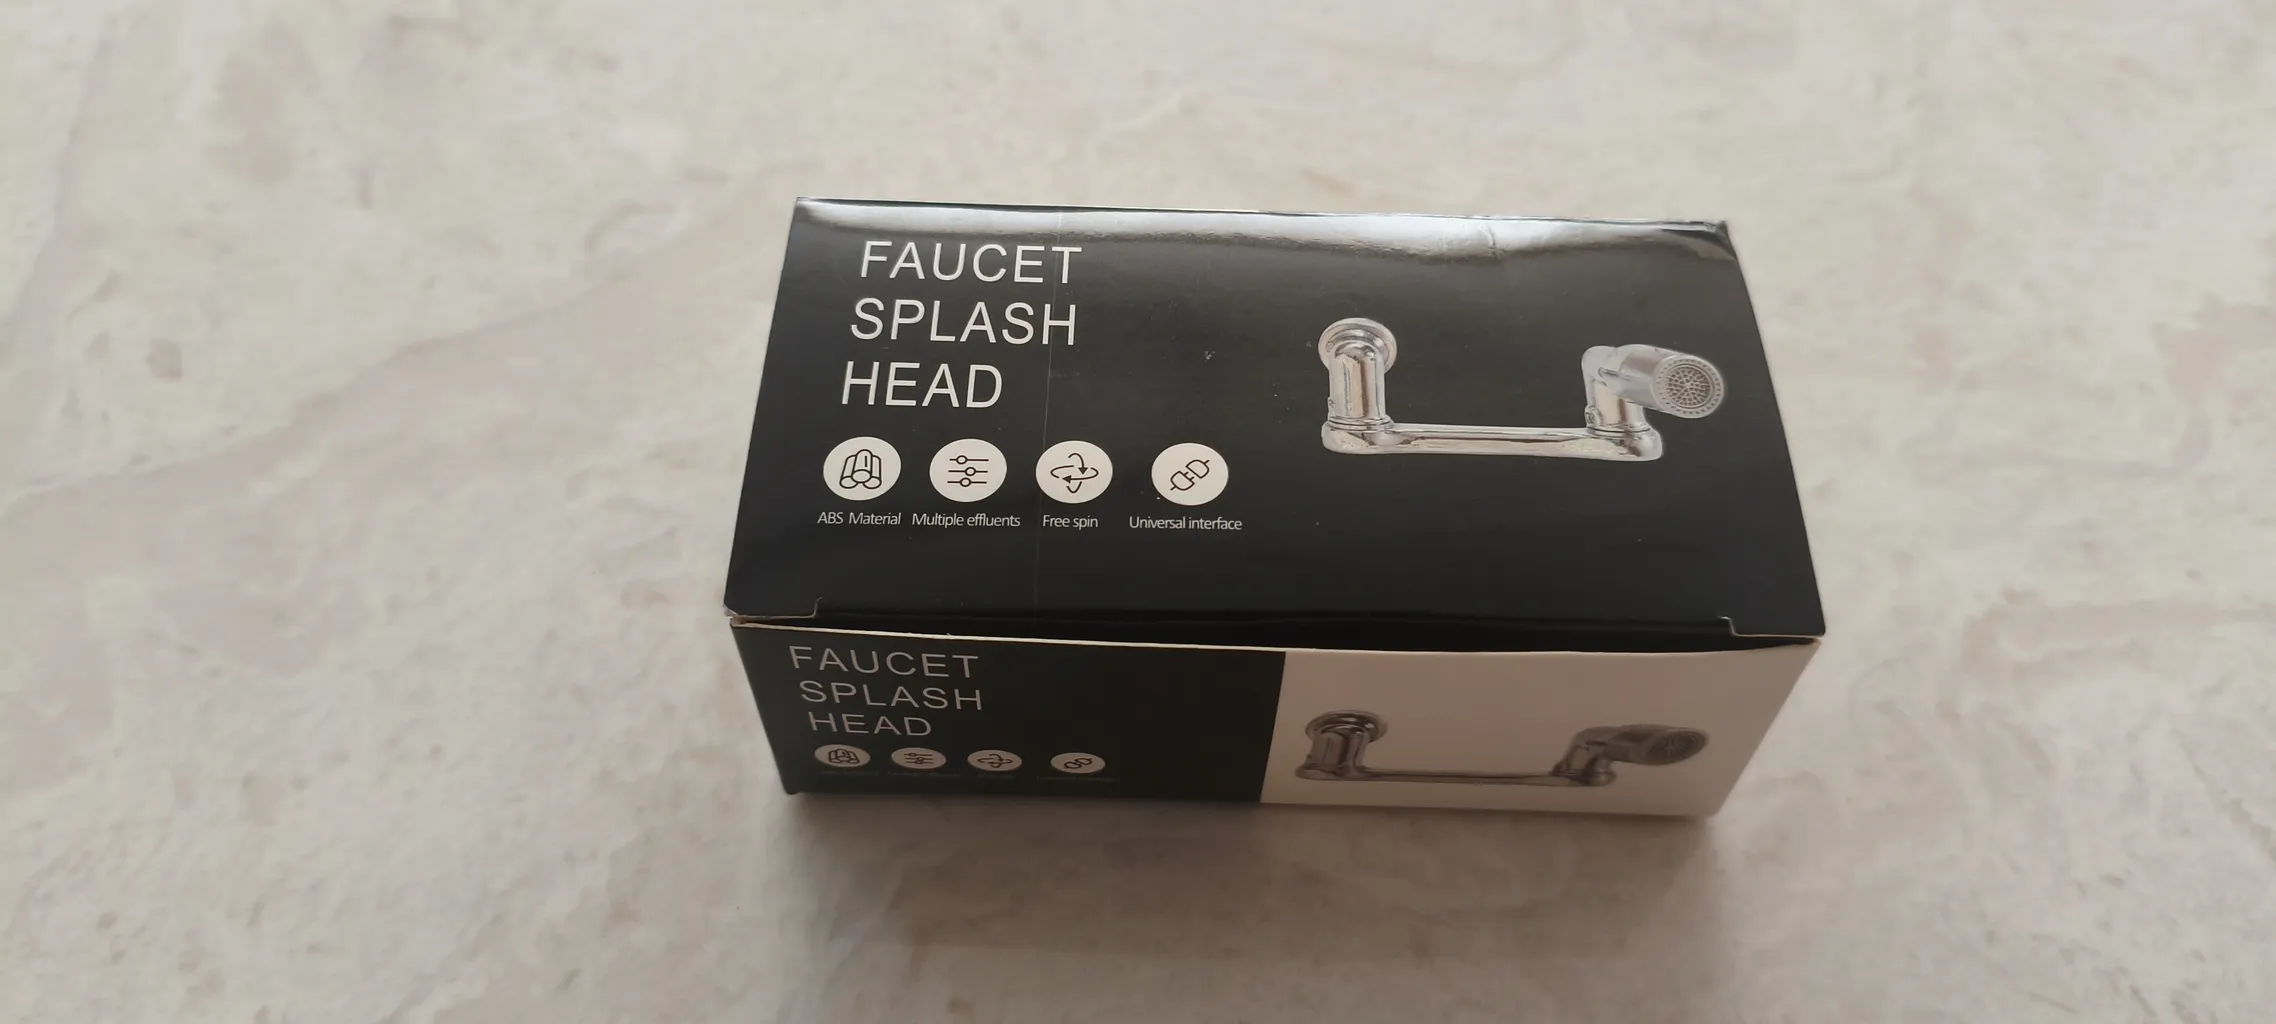 FAUCET
SPLASH
HEAD
ABS Material Multiple effluents Free spin Universal interface
FAUCET
SPLASH
HEAD